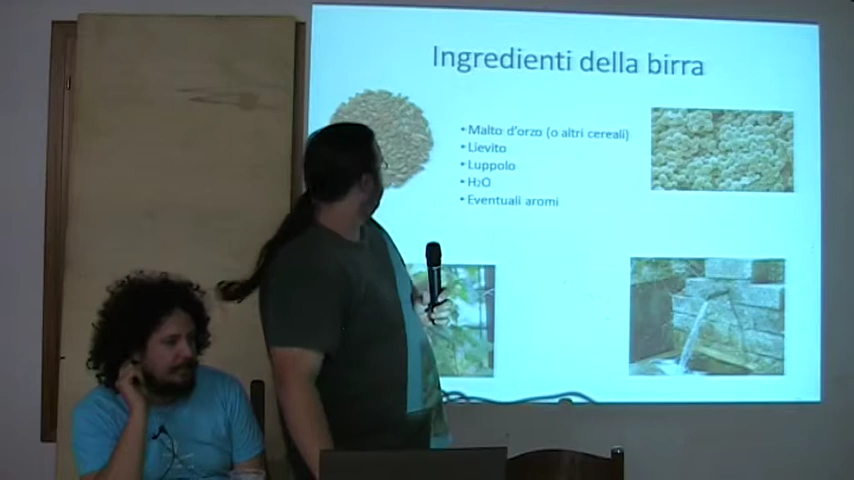 Ingredienti della birra
• Malto d'orzo (o altri cereali)
• Lievito
• Luppolo
• H2O
• Eventuali aromi